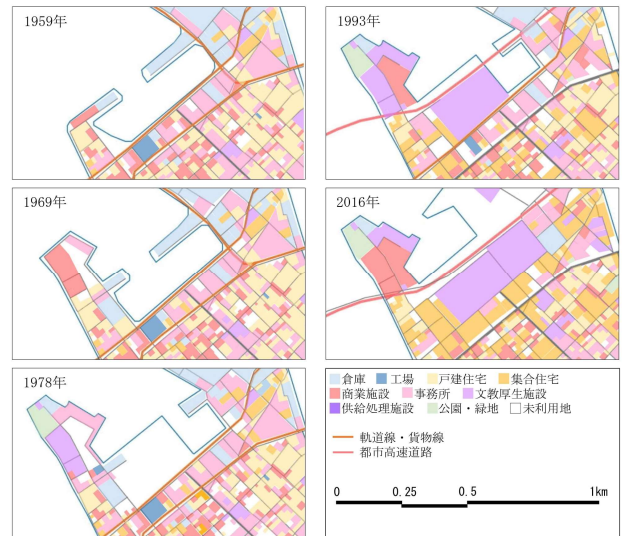 1959年
1993年
1969年
2016年
1978年
倉庫 工場 戸建住宅 集合住宅
商業施設 事務所 文教厚生施設
供給処理施設 公園・緑地 未利用地
軌道線・貨物線
都市高速道路
0 0.25 0.5 1km